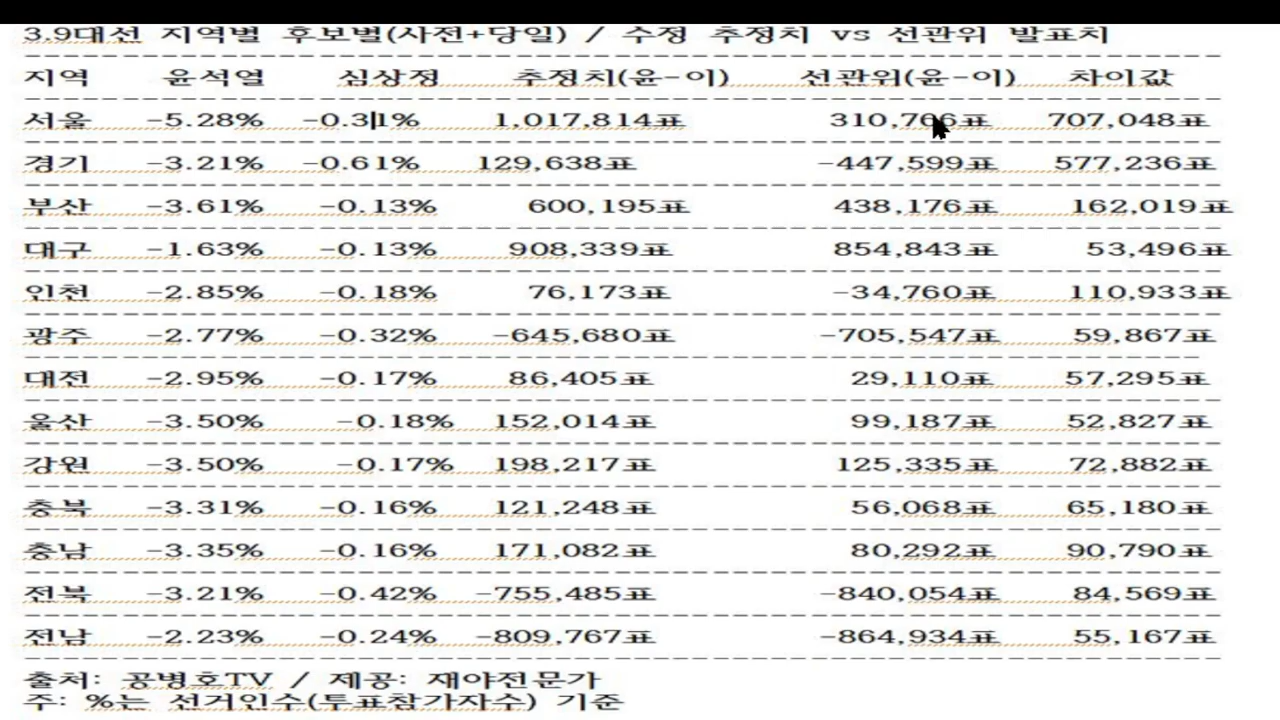 3.9대선 지역별 후보별(사전+당일) / 수정 추정치 vs 선관위 발표치
지역 윤석열 심상정 추정치(윤-이) 선관위(윤-이) 차이값
서울 -5.28% -0.31% 1,017,814표 310,766표 707,048표
경기 -3.21% -0.61% 129,638표 -447,599표 577,236표
부산 -3.61% -0.13% 600,195표 438,176표 162,019표
대구 -1.63% -0.13% 908,339표 854,843표 53,496표
인천 -2.85% -0.18% 76,173표 -34,760표 110,933표
광주 -2.77% -0.32% -645,680표 -705,547표 59,867표
대전 -2.95% -0.17% 86,405표 29,110표 57,295표
울산 -3.50% -0.18% 152,014표 99,187표 52,827표
강원 -3.50% -0.17% 198,217표 125,335표 72,882표
충북 -3.31% -0.16% 121,248표 56,068표 65,180표
충남 -3.35% -0.16% 171,082표 80,292표 90,790표
전북 -3.21% -0.42% -755,485표 -840,054표 84,569표
전남 -2.23% -0.24% -809,767표 -864,934표 55,167표
출처: 공병호TV / 제공: 재야전문가
주: %는 선거인수(투표참가자수) 기준